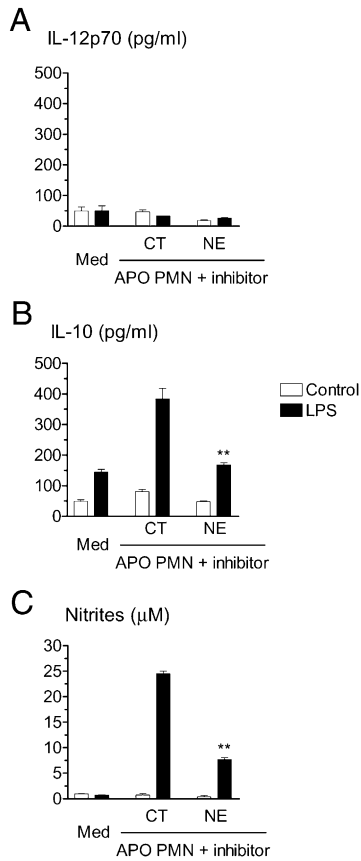 A
IL-12p70 (pg/ml)
500
400
300
200
100
0
CT NE
Med
APO PMN + inhibitor
B
IL-10 (pg/ml)
500
400
300
200
100
0
**
Control
LPS
CT NE
Med
APO PMN + inhibitor
C
Nitrites (μM)
30
25
20
15
10
5
0
**
CT NE
Med
APO PMN + inhibitor